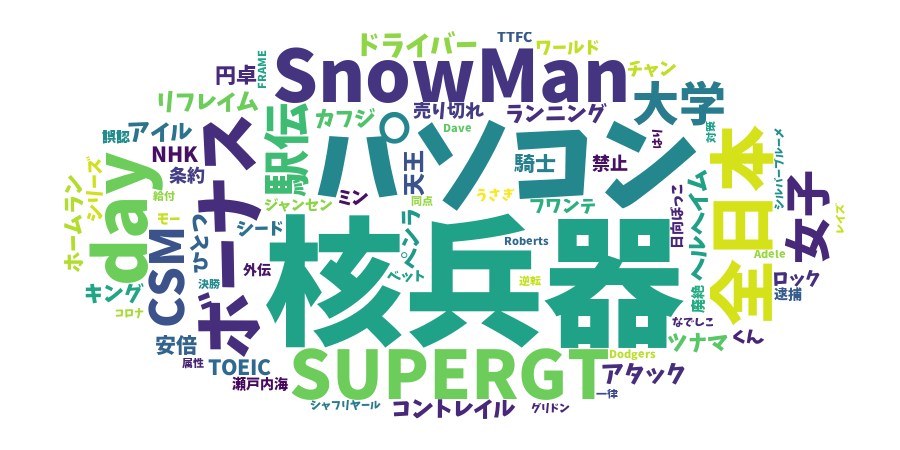 TTFC
ドライバー
ワールド
SnowMan
チャン
円卓
FRAME
リフレイム
カフジ
売り切れ
ランニング
大学
誤認
アイル
ボーナス
駅伝
パソコン
Dave
天王
騎士
禁止
NHK
条約
ホームラン
シリーズ
day
給付
モー
ひとつ
シード
ジャンセン
ミン
同点
うさぎ
フワンテ
日向ぼっこ
ヘルヘイム
全日本
女子
シルバーブルーメ
レイズ
Adele
CSM
外伝
決勝
核兵器
ペンラ
ベット
Roberts
逆転
廃絶
ロック
逮捕
キング
コロナ
安倍
属性
TOEIC
瀬戸内海
SUPERGT
Dodgers
なでしこ
ツナマ
くん
アタック
一律
シャフリヤール
コントレイル
グリドン